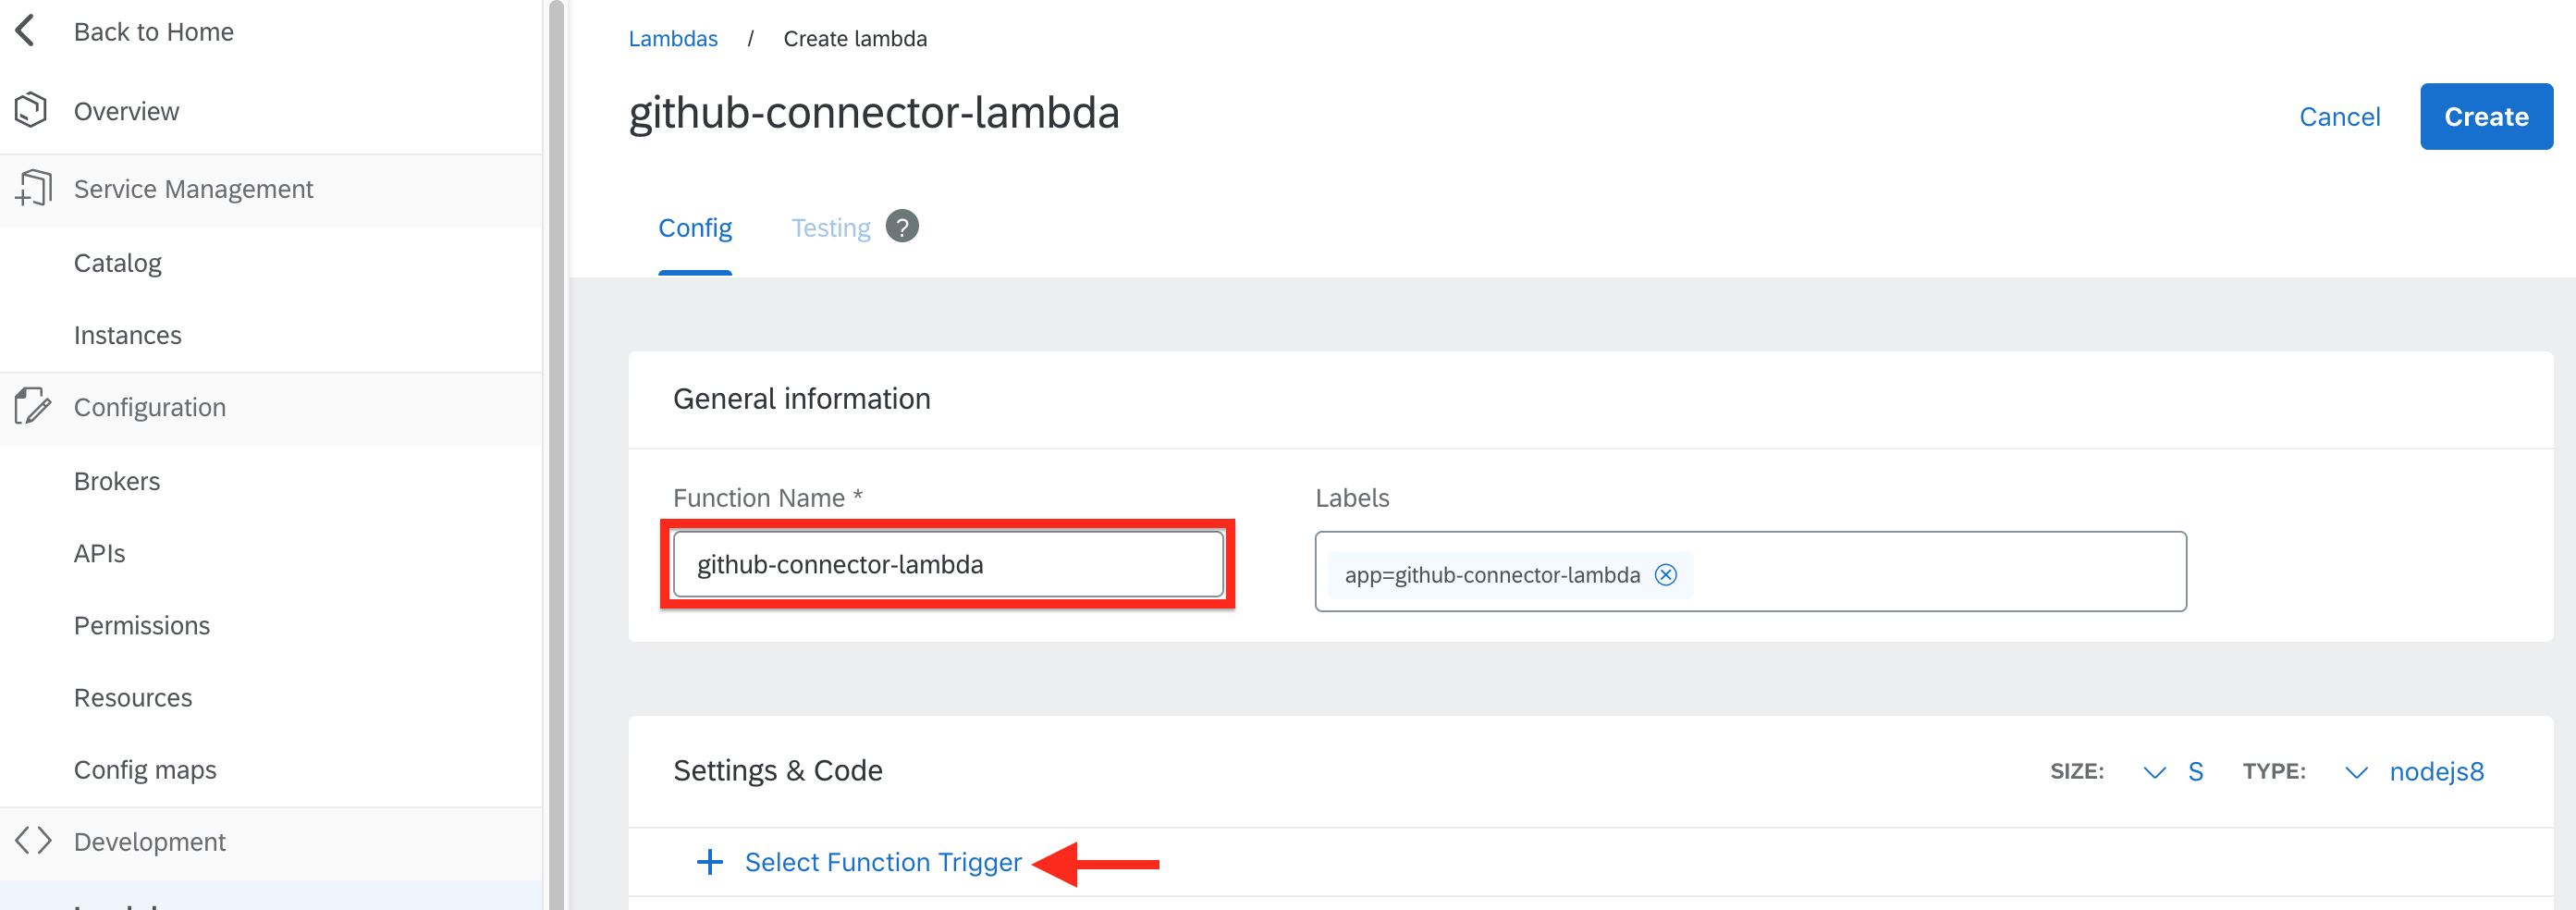 Back to Home
Overview
Service Management
Catalog
Instances
Configuration
Brokers
APIs
Permissions
Resources
Config maps
Development
Lambdas / Create lambda
github-connector-lambda
Cancel
Create
Config
Testing ?
General information
Function Name *
github-connector-lambda
Labels
app=github-connector-lambda
Settings & Code
SIZE: S TYPE: nodejs8
+ Select Function Trigger